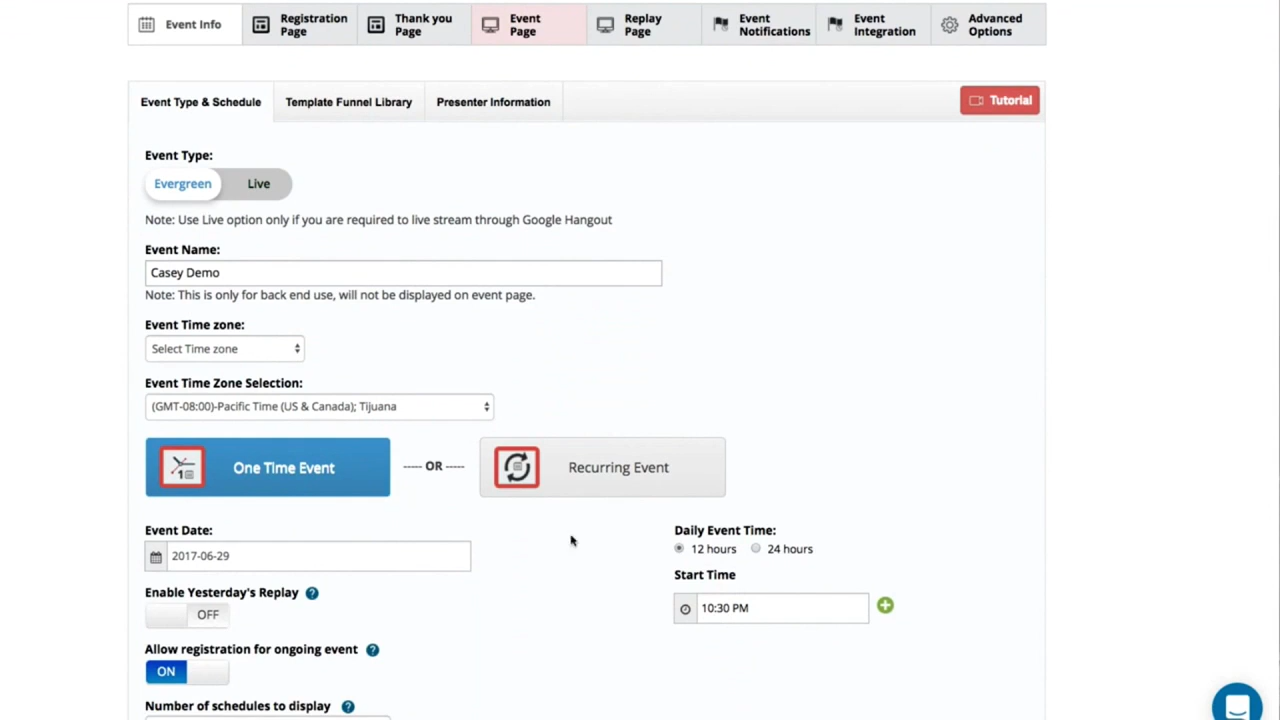 Event Info
Registration
Page
Thank you
Page
Event
Page
Replay
Page
Event
Notifications
Event
Integration
Advanced
Options
Event Type & Schedule
Template Funnel Library
Presenter Information
Tutorial
Event Type:
Evergreen
Live
Note: Use Live option only if you are required to live stream through Google Hangout
Event Name:
Casey Demo
Note: This is only for back end use, will not be displayed on event page.
Event Time zone:
Select Time zone
Event Time Zone Selection:
(GMT-08:00)-Pacific Time (US & Canada); Tijuana
1
One Time Event
----- OR -----
Recurring Event
Event Date:
2017-06-29
Daily Event Time:
12 hours
24 hours
Start Time
10:30 PM
Enable Yesterday's Replay ?
OFF
Allow registration for ongoing event ?
ON
Number of schedules to display ?